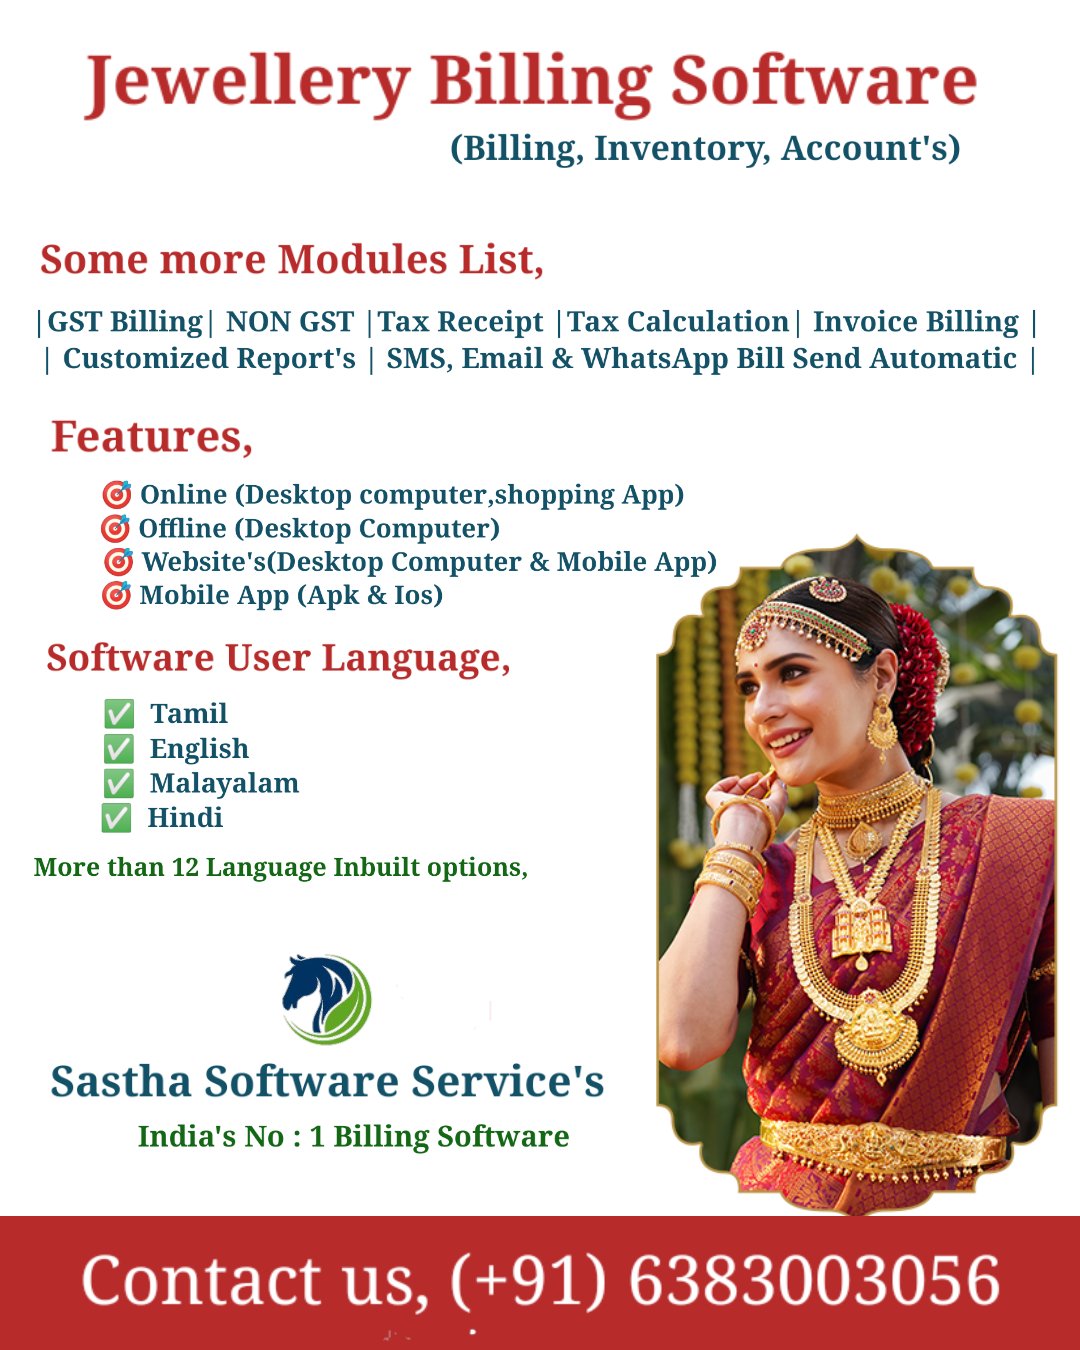 Jewellery Billing Software
(Billing, Inventory, Account's)
Some more Modules List,
|GST Billing| NON GST |Tax Receipt |Tax Calculation| Invoice Billing |
| Customized Report's | SMS, Email & WhatsApp Bill Send Automatic |
Features,
🎯 Online (Desktop computer,shopping App)
🎯 Offline (Desktop Computer)
🎯 Website's(Desktop Computer & Mobile App)
🎯 Mobile App (Apk & Ios)
Software User Language,
✅ Tamil
✅ English
✅ Malayalam
✅ Hindi
More than 12 Language Inbuilt options,
Sastha Software Service's
India's No : 1 Billing Software
Contact us, (+91) 6383003056